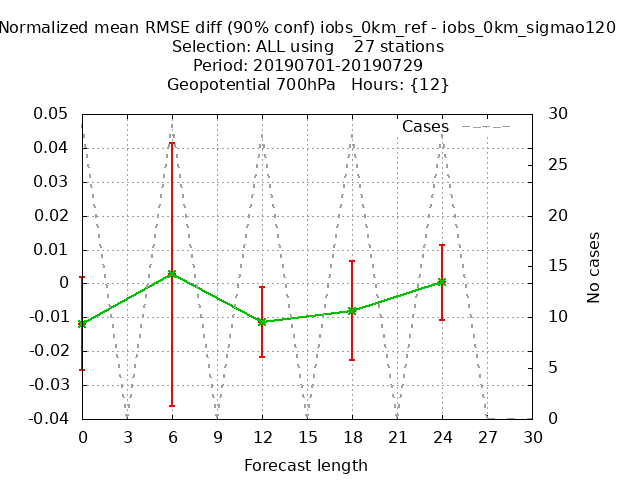 Normalized mean RMSE diff (90% conf) iobs_0km_ref - iobs_0km_sigmao120
Selection: ALL using 27 stations
Period: 20190701-20190729
Geopotential 700hPa Hours: {12}
Cases
0.05
0.04
0.03
0.02
0.01
0
-0.01
-0.02
-0.03
-0.04
30
25
20
15
10
5
0
No cases
0 3 6 9 12 15 18 21 24 27 30
Forecast length